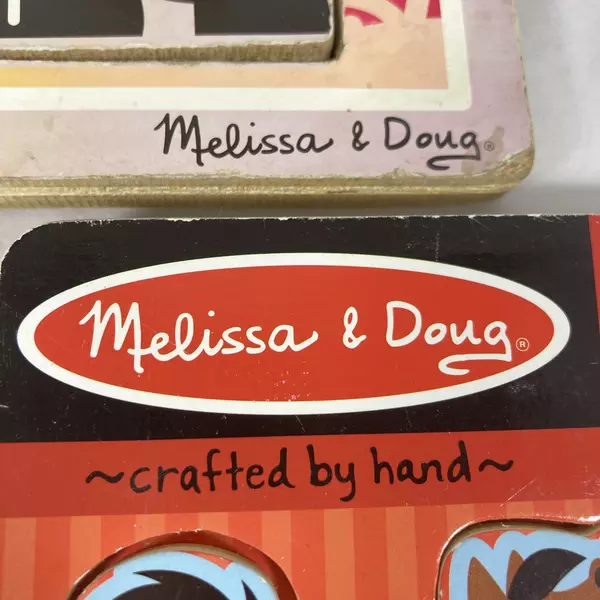 Melissa & Doug®
Melissa & Doug®
~crafted by hand~